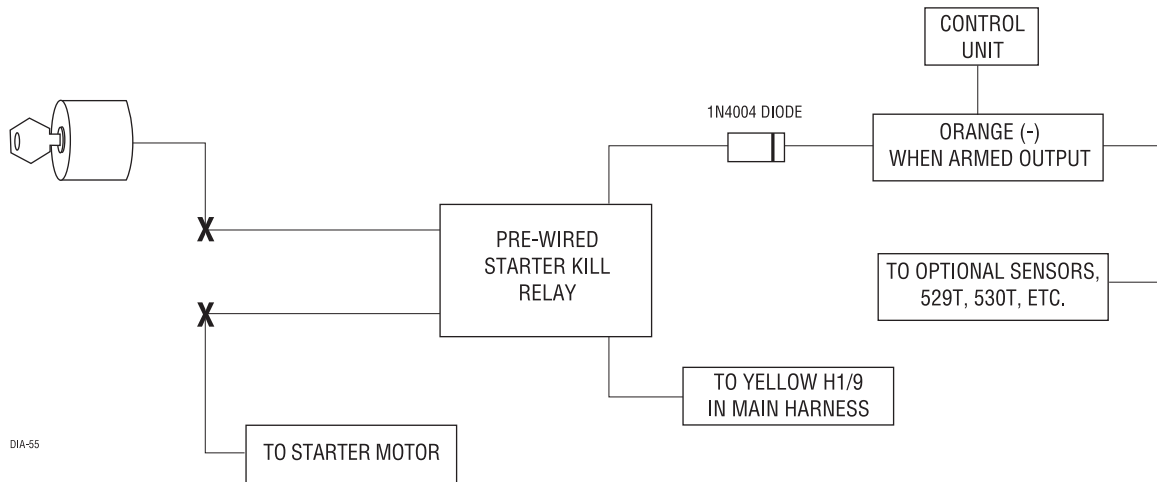 CONTROL
UNIT
1N4004 DIODE
ORANGE (-)
WHEN ARMED OUTPUT
PRE-WIRED
STARTER KILL
RELAY
TO OPTIONAL SENSORS,
529T, 530T, ETC.
TO YELLOW H1/9
IN MAIN HARNESS
TO STARTER MOTOR
DIA-55